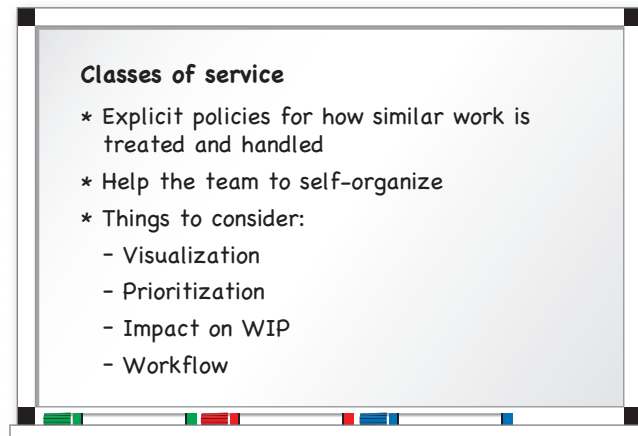 Classes of service
* Explicit policies for how similar work is
treated and handled
* Help the team to self-organize
* Things to consider:
- Visualization
- Prioritization
- Impact on WIP
- Workflow